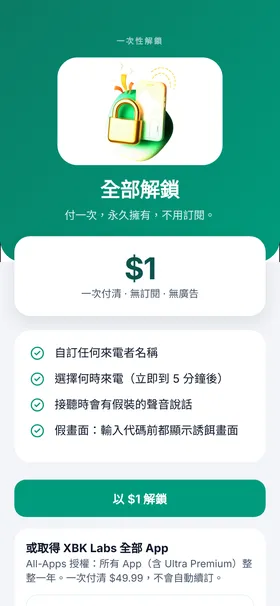 一次性解鎖
全部解鎖
付一次，永久擁有，不用訂閱。
$1
一次付清 · 無訂閱 · 無廣告
自訂任何來電者名稱
選擇何時來電（立即到 5 分鐘後）
接聽時會有假裝的聲音說話
假畫面：輸入代碼前都顯示誘餌畫面
以 $1 解鎖
或取得 XBK Labs 全部 App
All-Apps 授權：所有 App（含 Ultra Premium）整
整一年。一次付清 $49.99，不會自動續訂。